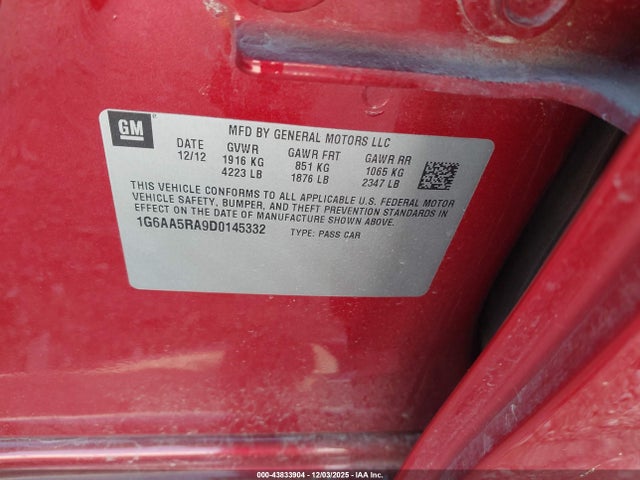 GM
MFD BY GENERAL MOTORS LLC
DATE GVWR GAWR FRT GAWR RR
12/12 1916 KG 851 KG 1065 KG
4223 LB 1876 LB 2347 LB
THIS VEHICLE CONFORMS TO ALL APPLICABLE U.S. FEDERAL MOTOR
VEHICLE SAFETY, BUMPER, AND THEFT PREVENTION STANDARDS IN
EFFECT ON THE DATE OF MANUFACTURE SHOWN ABOVE.
1G6AA5RA9D0145332 TYPE: PASS CAR
000-43833904 - 12/03/2025 - IAA Inc.